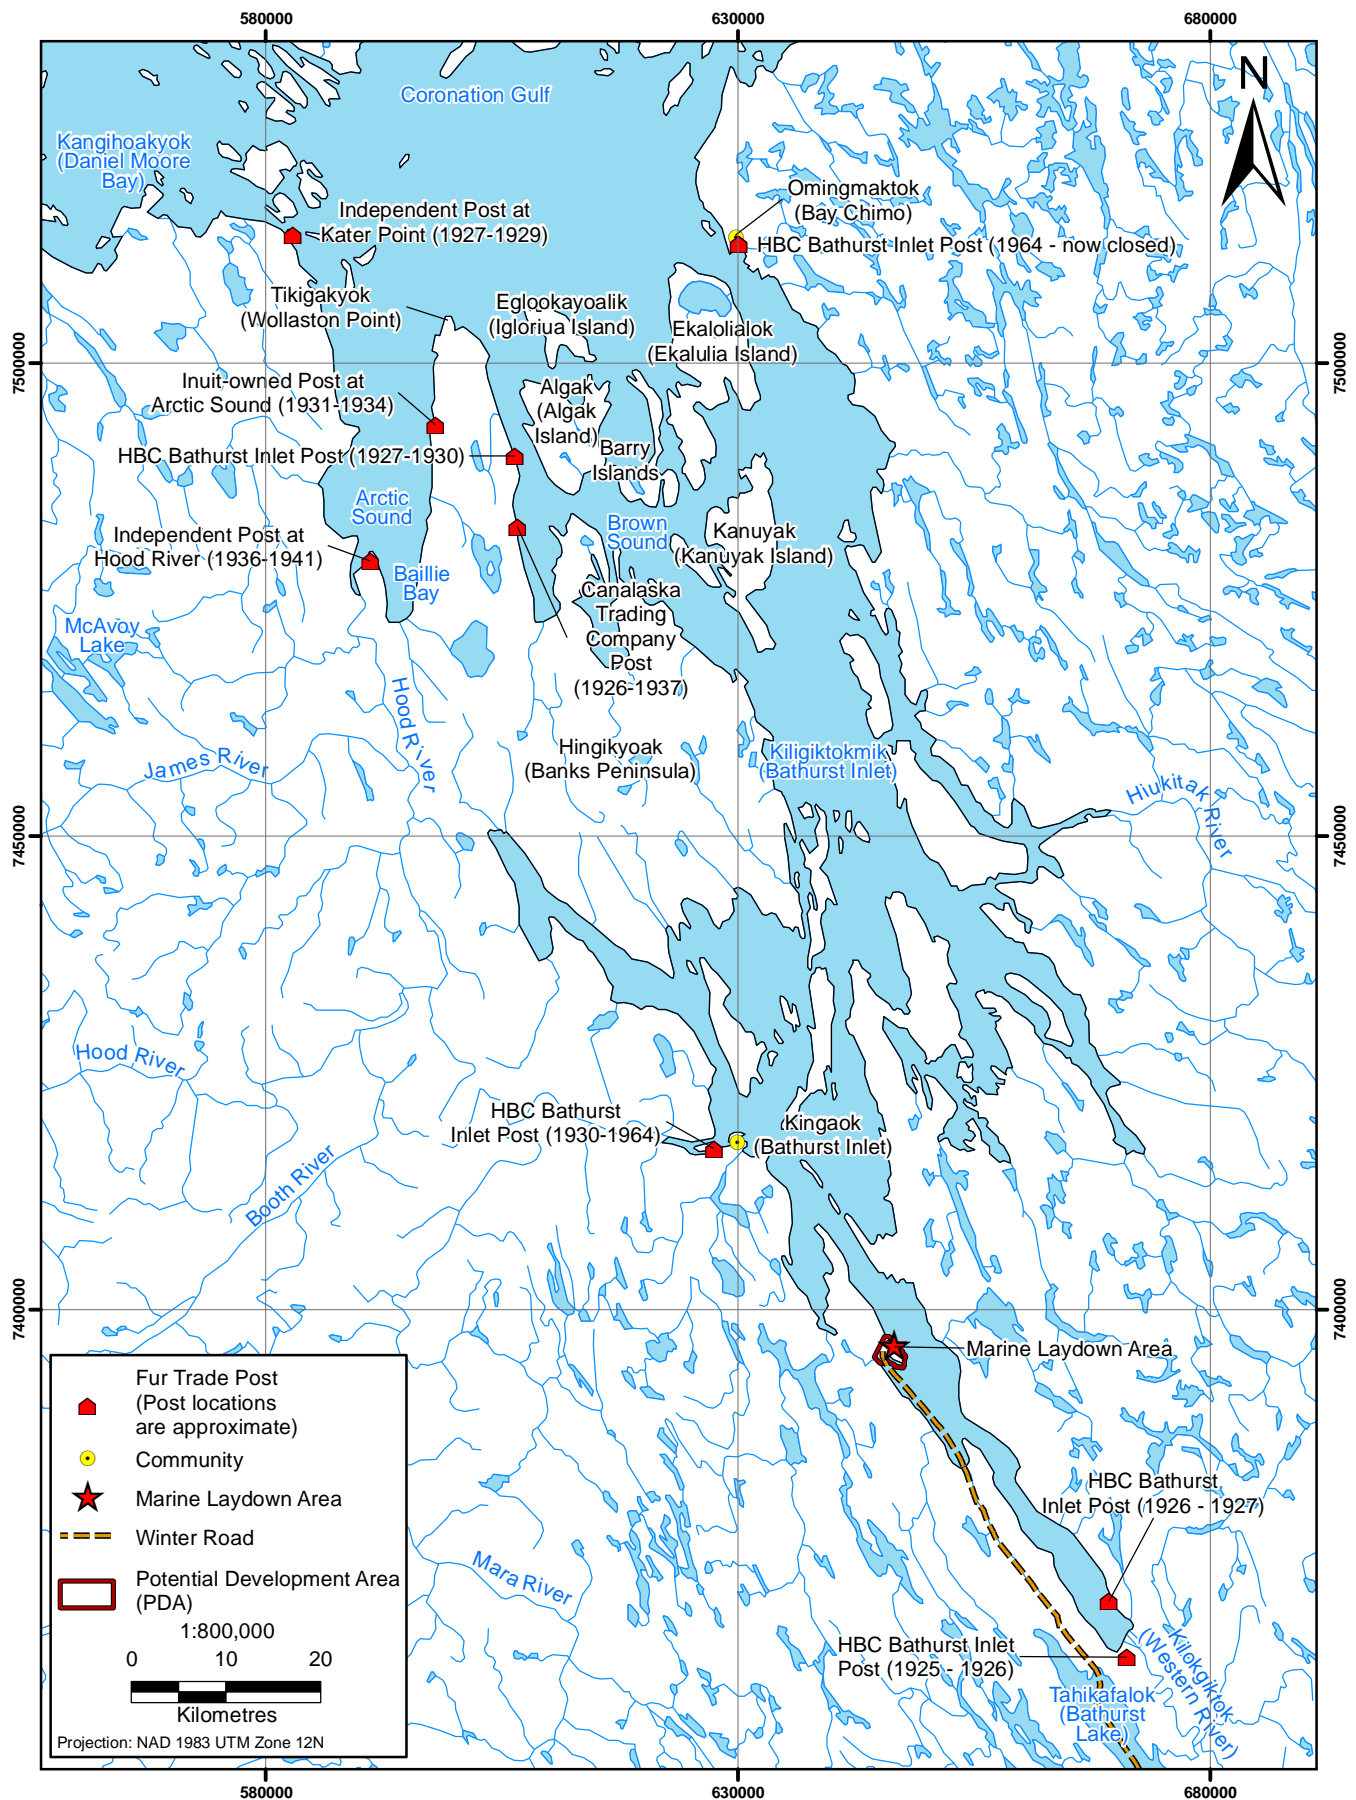 580000
630000
680000
Coronation Gulf
N
Kangihoakyok
(Daniel Moore
Bay)
Omingmaktok
(Bay Chimo)
Independent Post at
Kater Point (1927-1929)
HBC Bathurst Inlet Post (1964 - now closed)
Tikigakyok
(Wollaston Point)
Eglookayoalik
(Igloriua Island)
Ekalolialok
(Ekalulia Island)
7500000
7500000
Inuit-owned Post at
Arctic Sound (1931-1934)
Algak
(Algak
Island)
HBC Bathurst Inlet Post (1927-1930)
Barry
Islands
Arctic
Sound
Brown
Sound
Kanuyak
(Kanuyak Island)
Independent Post at
Hood River (1936-1941)
Baillie
Bay
Canalaska
Trading
Company
Post
(1926-1937)
McAvoy
Lake
Hood River
James River
Hingikyoak
(Banks Peninsula)
Kiligiktokmik
(Bathurst Inlet)
Hiukitak River
7450000
7450000
Hood River
HBC Bathurst
Inlet Post (1930-1964)
Kingaok
(Bathurst Inlet)
Booth River
7400000
7400000
Marine Laydown Area
HBC Bathurst
Inlet Post (1926 - 1927)
Mara River
HBC Bathurst Inlet
Post (1925 - 1926)
Kilokgiktok
(Western River)
Tahikafalok
(Bathurst
Lake)
Fur Trade Post
(Post locations
are approximate)
Community
Marine Laydown Area
Winter Road
Potential Development Area
(PDA)
1:800,000
0 10 20
Kilometres
Projection: NAD 1983 UTM Zone 12N
580000
630000
680000